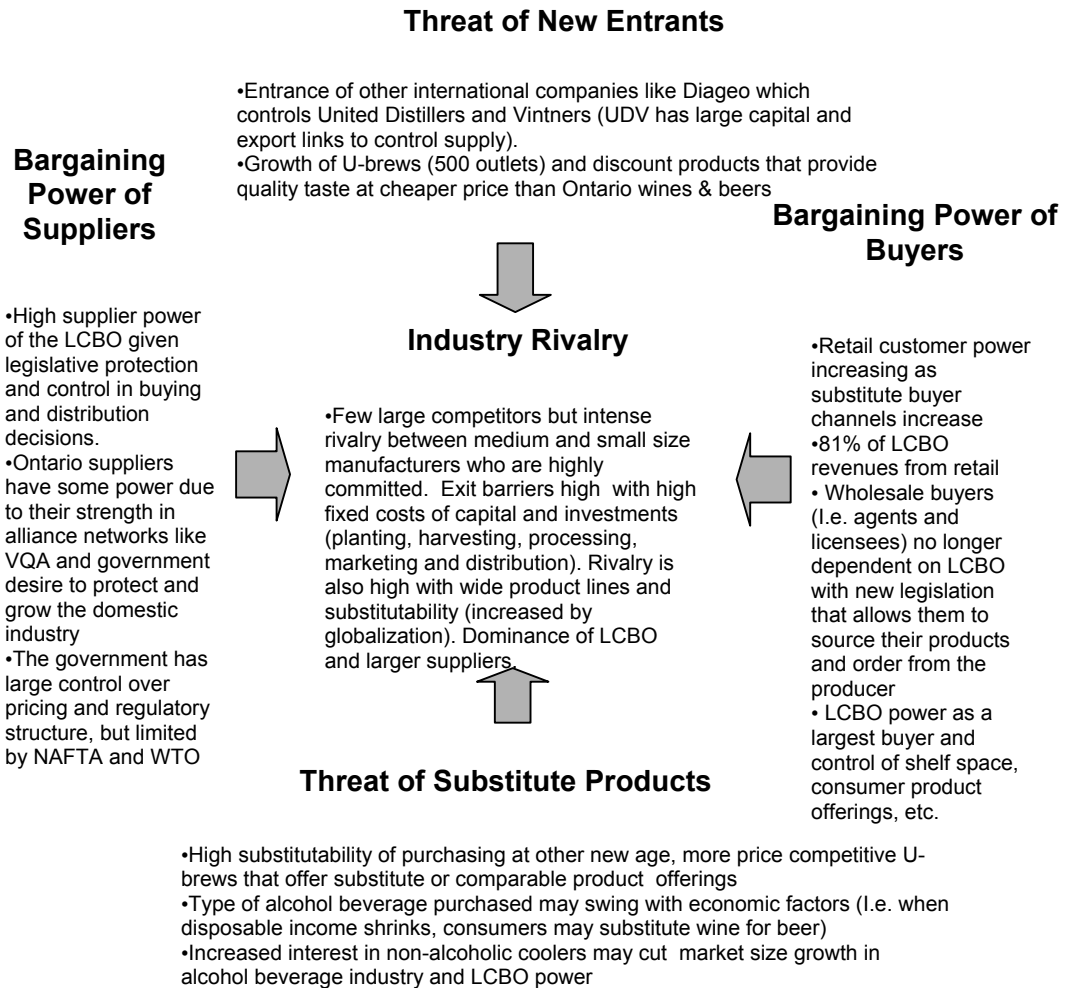 Threat of New Entrants
•Entrance of other international companies like Diageo which
controls United Distillers and Vintners (UDV has large capital and
export links to control supply).
•Growth of U-brews (500 outlets) and discount products that provide
quality taste at cheaper price than Ontario wines & beers
Bargaining
Power of
Suppliers
•High supplier power
of the LCBO given
legislative protection
and control in buying
and distribution
decisions.
•Ontario suppliers
have some power due
to their strength in
alliance networks like
VQA and government
desire to protect and
grow the domestic
industry
•The government has
large control over
pricing and regulatory
structure, but limited
by NAFTA and WTO
Industry Rivalry
•Few large competitors but intense
rivalry between medium and small size
manufacturers who are highly
committed.  Exit barriers high  with high
fixed costs of capital and investments
(planting, harvesting, processing,
marketing and distribution). Rivalry is
also high with wide product lines and
substitutability (increased by
globalization). Dominance of LCBO
and larger suppliers.
Bargaining Power of
Buyers
•Retail customer power
increasing as
substitute buyer
channels increase
•81% of LCBO
revenues from retail
• Wholesale buyers
(I.e. agents and
licensees) no longer
dependent on LCBO
with new legislation
that allows them to
source their products
and order from the
producer
• LCBO power as a
largest buyer and
control of shelf space,
consumer product
offerings, etc.
Threat of Substitute Products
•High substitutability of purchasing at other new age, more price competitive U-
brews that offer substitute or comparable product  offerings
•Type of alcohol beverage purchased may swing with economic factors (I.e. when
disposable income shrinks, consumers may substitute wine for beer)
•Increased interest in non-alcoholic coolers may cut  market size growth in
alcohol beverage industry and LCBO power